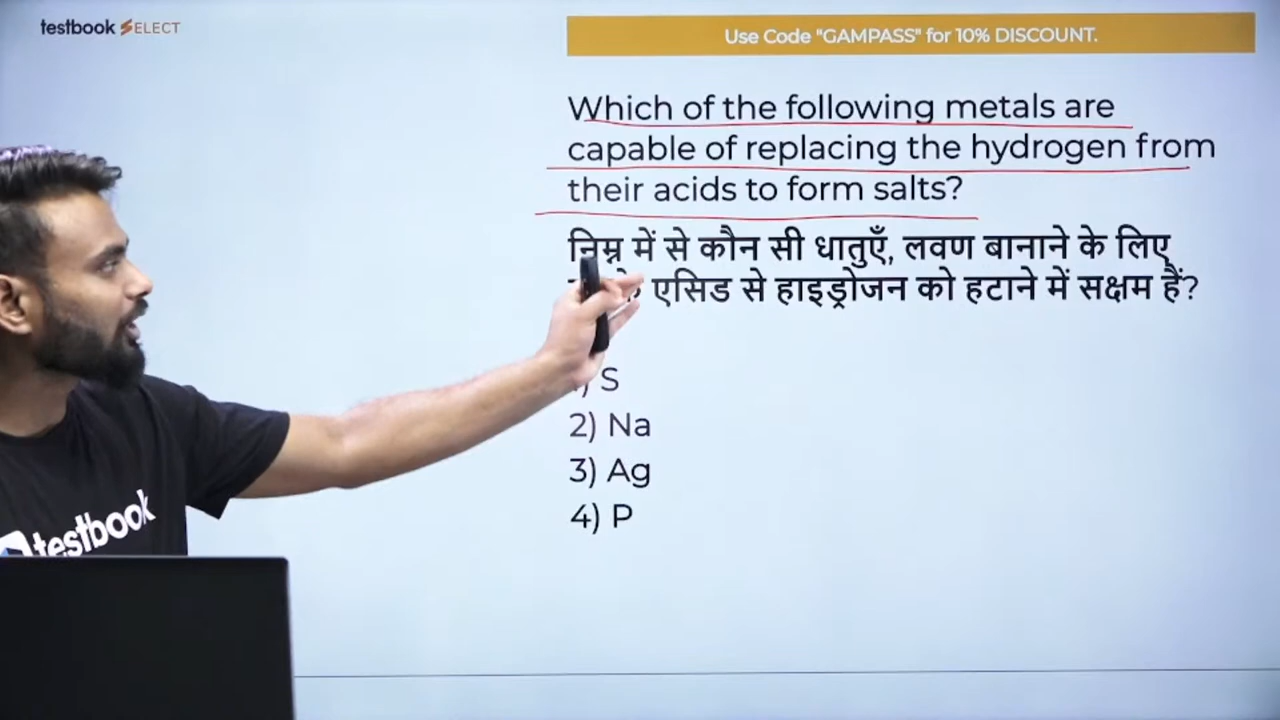 testbook SELECT
Use Code "GAMPASS" for 10% DISCOUNT.
Which of the following metals are
capable of replacing the hydrogen from
their acids to form salts?
निम्न में से कौन सी धातुएँ, लवण बानाने के लिए
एसिड से हाइड्रोजन को हटाने में सक्षम हैं?
1) S
2) Na
3) Ag
4) P
testbook